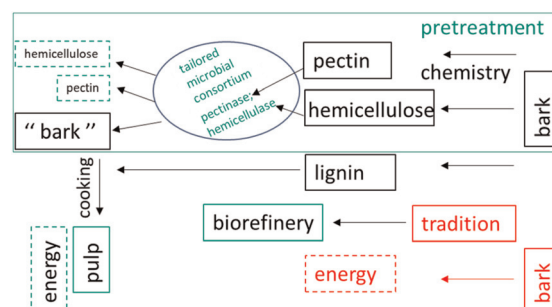 pretreatment
hemicellulose
tailored
microbial
consortium
pectinase;
hemicellulase
pectin
chemistry
pectin
hemicellulose
bark
“ bark ”
lignin
cooking
biorefinery
tradition
energy
pulp
energy
bark